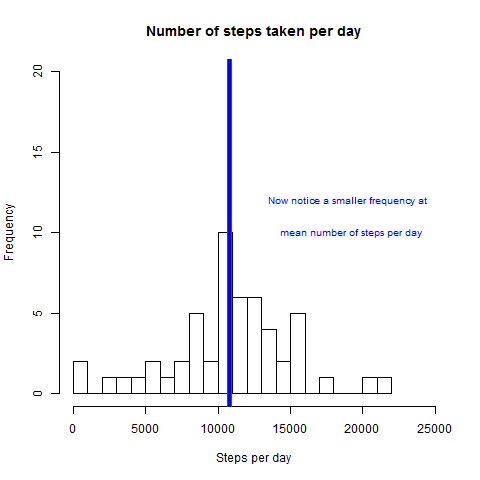 Number of steps taken per day
20
15
10
5
0
Frequency
Now notice a smaller frequency at
mean number of steps per day
0 5000 10000 15000 20000 25000
Steps per day